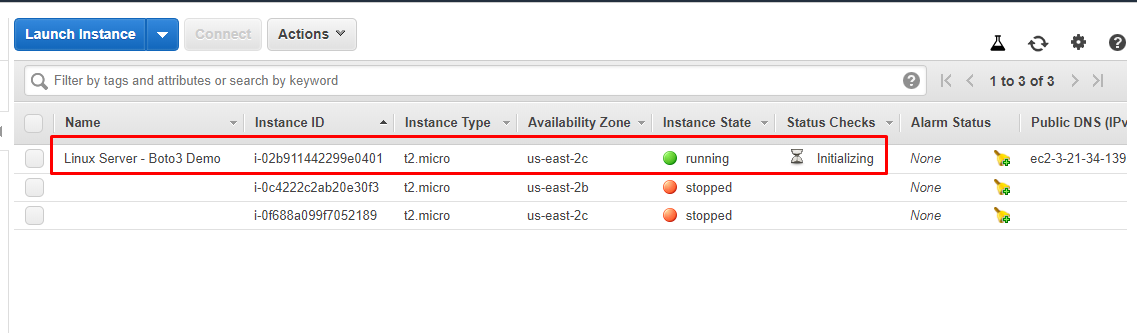 Launch Instance Connect Actions
Filter by tags and attributes or search by keyword 1 to 3 of 3
Name Instance ID Instance Type Availability Zone Instance State Status Checks Alarm Status Public DNS (IPv
Linux Server - Boto3 Demo i-02b911442299e0401 t2.micro us-east-2c running Initializing None ec2-3-21-34-139
i-0c4222c2ab20e30f3 t2.micro us-east-2b stopped None
i-0f688a099f7052189 t2.micro us-east-2c stopped None